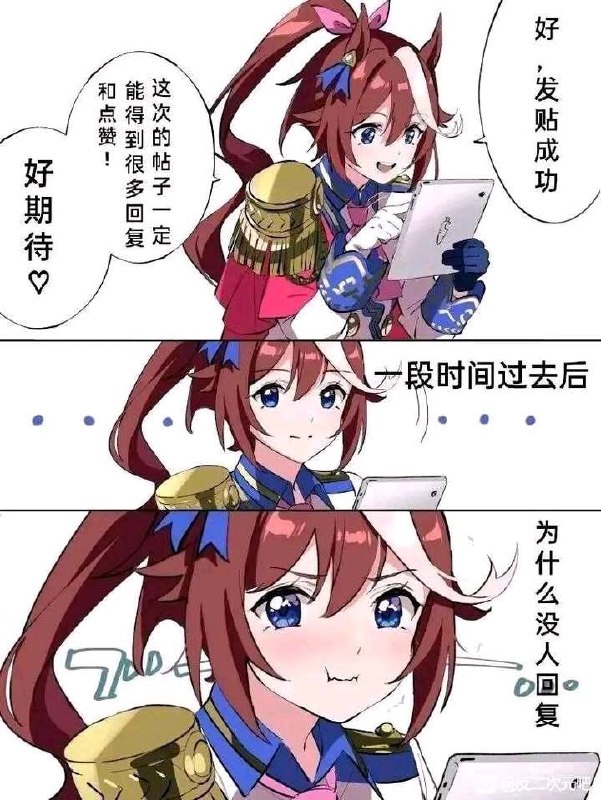 好，发贴成功
这次的帖子一定
能得到很多回复
和点赞！
好期待♡
一段时间过去后
为什么没人回复